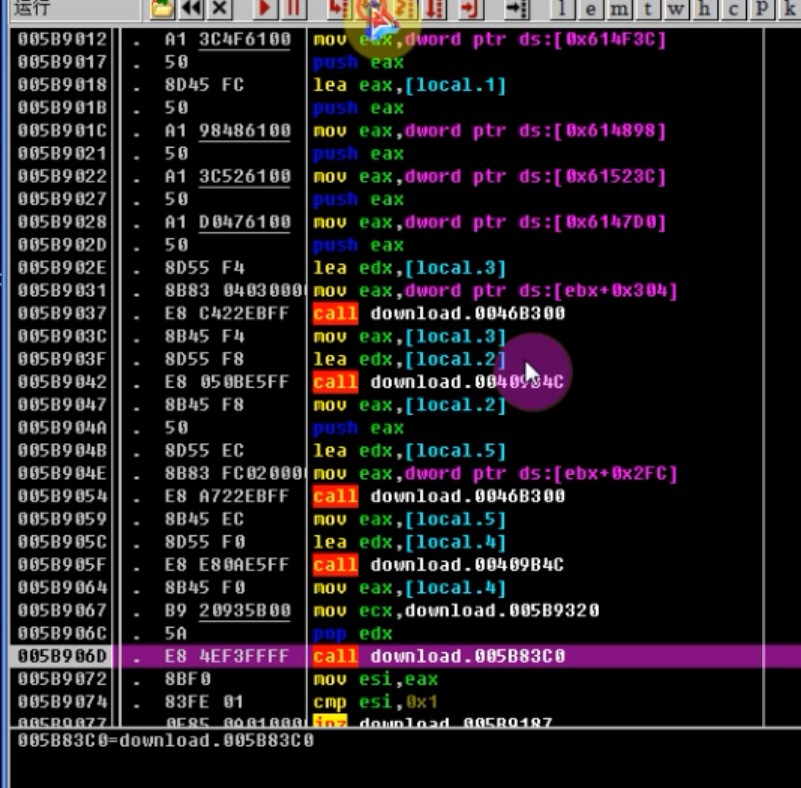 运行 l e m t w h c p k
005B9012 . A1 3C4F6100 mov eax,dword ptr ds:[0x614F3C]
005B9017 . 50 push eax
005B9018 . 8D45 FC lea eax,[local.1]
005B901B . 50 push eax
005B901C . A1 98486100 mov eax,dword ptr ds:[0x614898]
005B9021 . 50 push eax
005B9022 . A1 3C526100 mov eax,dword ptr ds:[0x61523C]
005B9027 . 50 push eax
005B9028 . A1 D0476100 mov eax,dword ptr ds:[0x6147D0]
005B902D . 50 push eax
005B902E . 8D55 F4 lea edx,[local.3]
005B9031 . 8B83 04030000 mov eax,dword ptr ds:[ebx+0x304]
005B9037 . E8 C422EBFF call download.0046B300
005B903C . 8B45 F4 mov eax,[local.3]
005B903F . 8D55 F8 lea edx,[local.2]
005B9042 . E8 050BE5FF call download.00409B4C
005B9047 . 8B45 F8 mov eax,[local.2]
005B904A . 50 push eax
005B904B . 8D55 EC lea edx,[local.5]
005B904E . 8B83 FC020000 mov eax,dword ptr ds:[ebx+0x2FC]
005B9054 . E8 A722EBFF call download.0046B300
005B9059 . 8B45 EC mov eax,[local.5]
005B905C . 8D55 F0 lea edx,[local.4]
005B905F . E8 E80AE5FF call download.00409B4C
005B9064 . 8B45 F0 mov eax,[local.4]
005B9067 . B9 20935B00 mov ecx,download.005B9320
005B906C . 5A pop edx
005B906D . E8 4EF3FFFF call download.005B83C0
005B9072 . 8BF0 mov esi,eax
005B9074 . 83FE 01 cmp esi,0x1
005B9077 . 0F85 0A010000 jnz download.005B9187
005B83C0=download.005B83C0